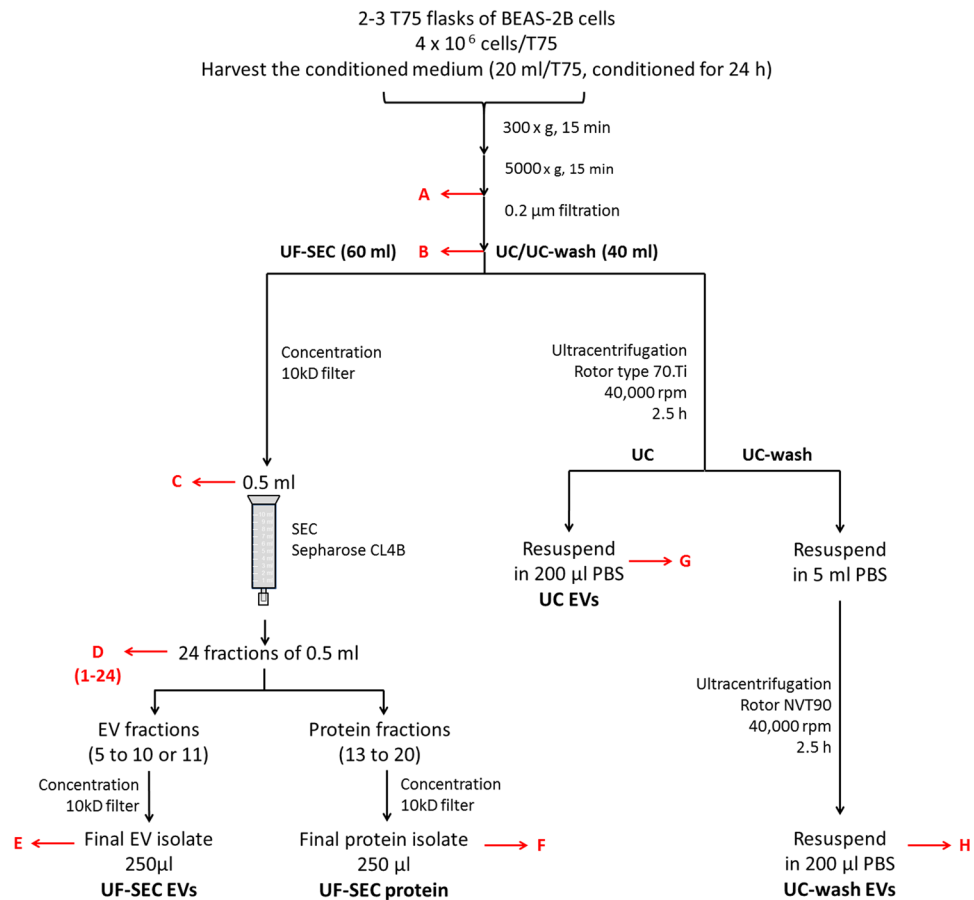 2-3 T75 flasks of BEAS-2B cells
4 x 10⁶ cells/T75
Harvest the conditioned medium (20 ml/T75, conditioned for 24 h)
300 x g, 15 min
5000 x g, 15 min
A
0.2 µm filtration
UF-SEC (60 ml)
B
UC/UC-wash (40 ml)
Concentration
10kD filter
Ultracentrifugation
Rotor type 70.Ti
40,000 rpm
2.5 h
UC
UC-wash
C
0.5 ml
SEC
Sepharose CL4B
Resuspend
in 200 µl PBS
UC EVs
G
Resuspend
in 5 ml PBS
D
(1-24)
24 fractions of 0.5 ml
Ultracentrifugation
Rotor NVT90
40,000 rpm
2.5 h
EV fractions
(5 to 10 or 11)
Protein fractions
(13 to 20)
Concentration
10kD filter
Concentration
10kD filter
E
Final EV isolate
250µl
UF-SEC EVs
Final protein isolate
250 µl
UF-SEC protein
F
Resuspend
in 200 µl PBS
UC-wash EVs
H